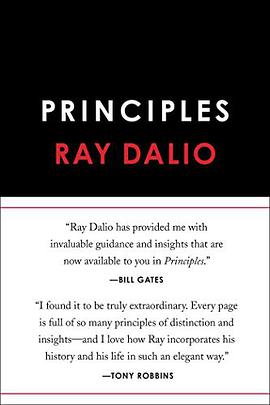 PRINCIPLES
RAY DALIO
“Ray Dalio has provided me with
invaluable guidance and insights that are
now available to you in Principles.”
—BILL GATES
“I found it to be truly extraordinary. Every page
is full of so many principles of distinction and
insights—and I love how Ray incorporates his
history and his life in such an elegant way.”
—TONY ROBBINS